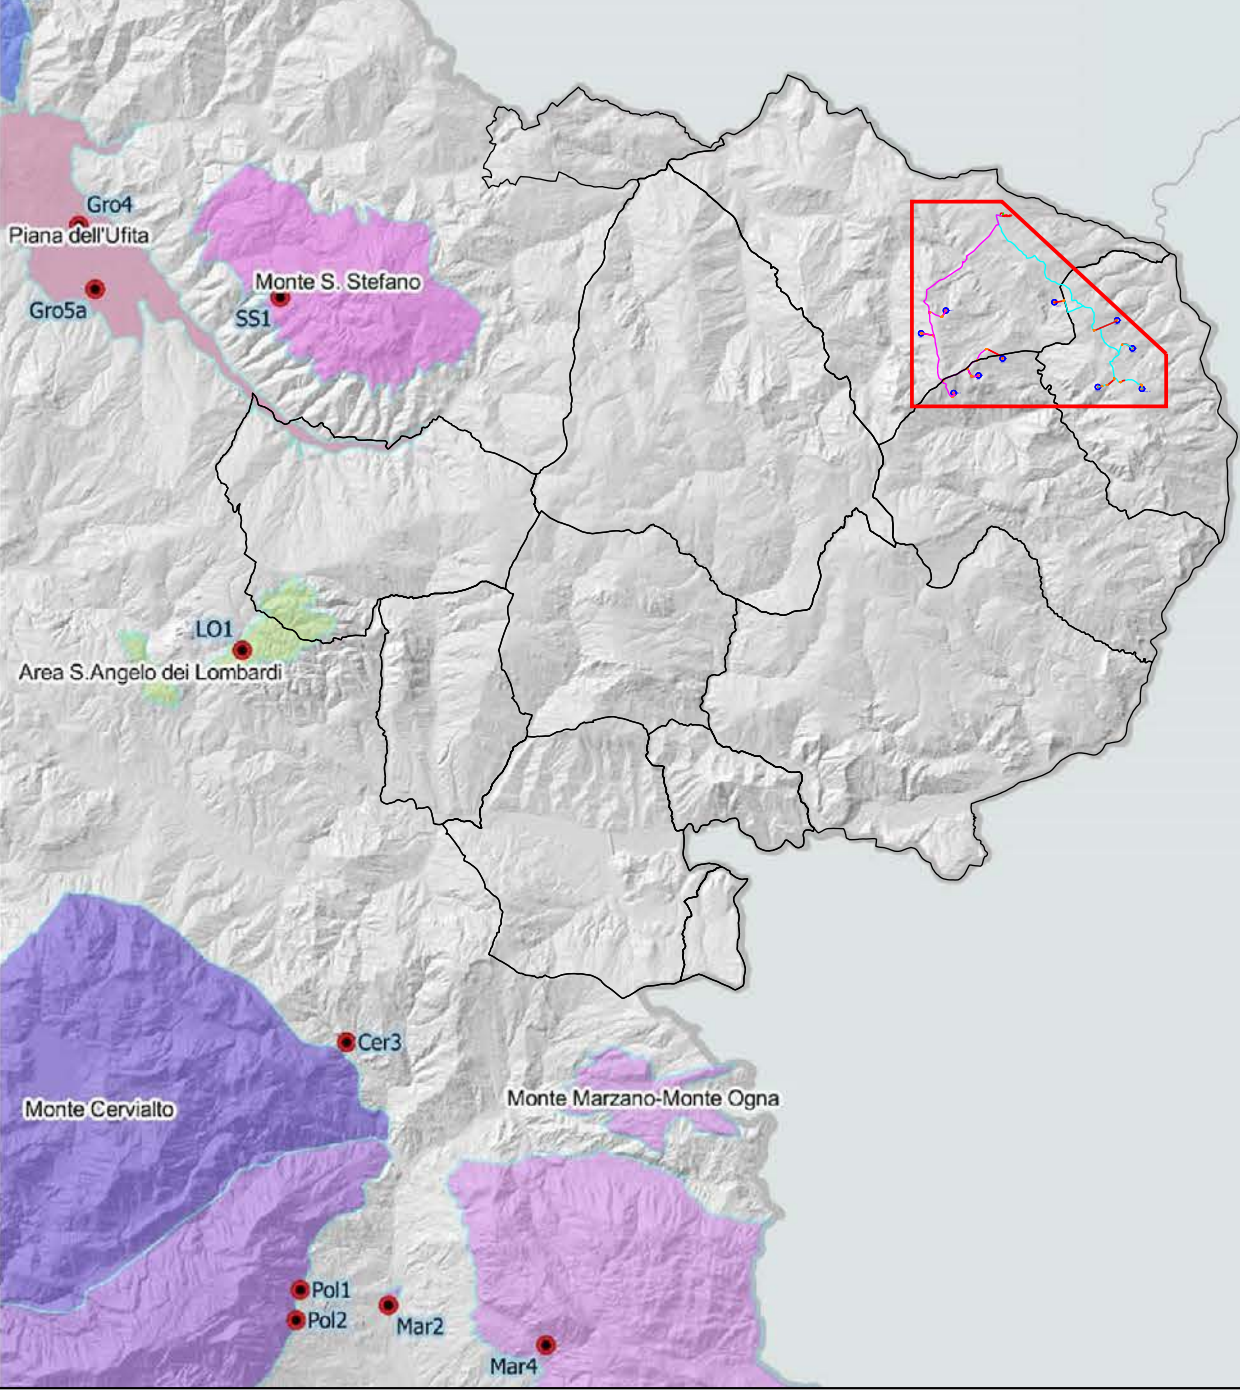 Gro4
Piana dell'Ufita
Gro5a
Monte S. Stefano
SS1
LO1
Area S.Angelo dei Lombardi
Cer3
Monte Cervialto
Monte Marzano-Monte Ogna
Pol1
Pol2
Mar2
Mar4